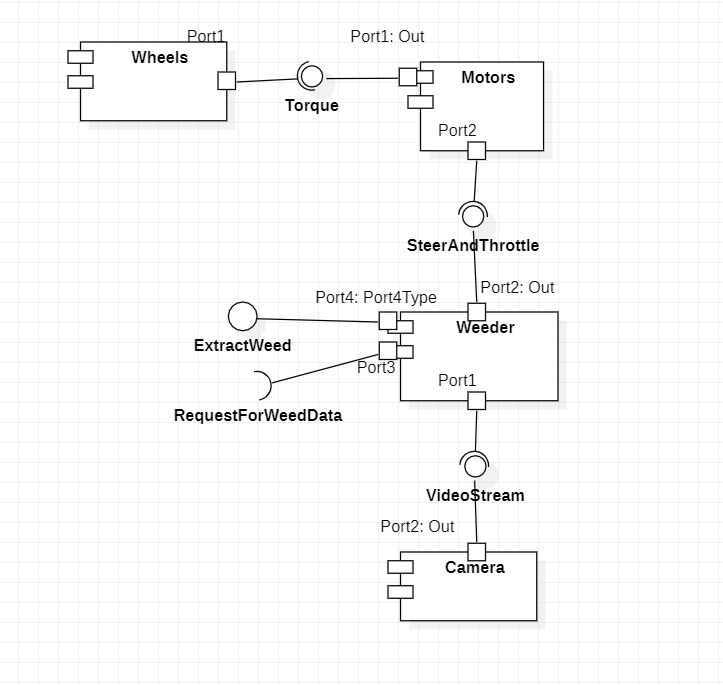 Port1
Port1: Out
Wheels
Motors
Torque
Port2
SteerAndThrottle
Port2: Out
Port4: Port4Type
Weeder
ExtractWeed
Port3
Port1
RequestForWeedData
VideoStream
Port2: Out
Camera